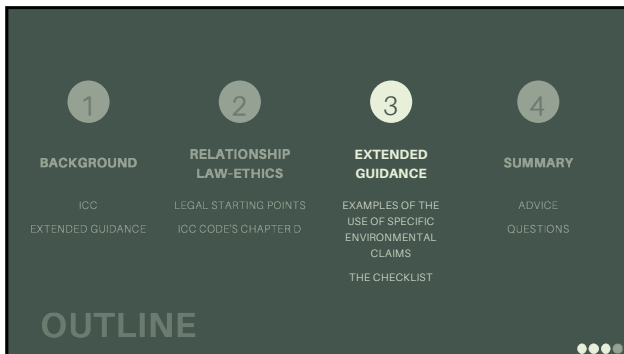 1
BACKGROUND
ICC
EXTENDED GUIDANCE
2
RELATIONSHIP
LAW-ETHICS
LEGAL STARTING POINTS
ICC CODE'S CHAPTER D
3
EXTENDED
GUIDANCE
EXAMPLES OF THE
USE OF SPECIFIC
ENVIRONMENTAL
CLAIMS
THE CHECKLIST
4
SUMMARY
ADVICE
QUESTIONS
OUTLINE